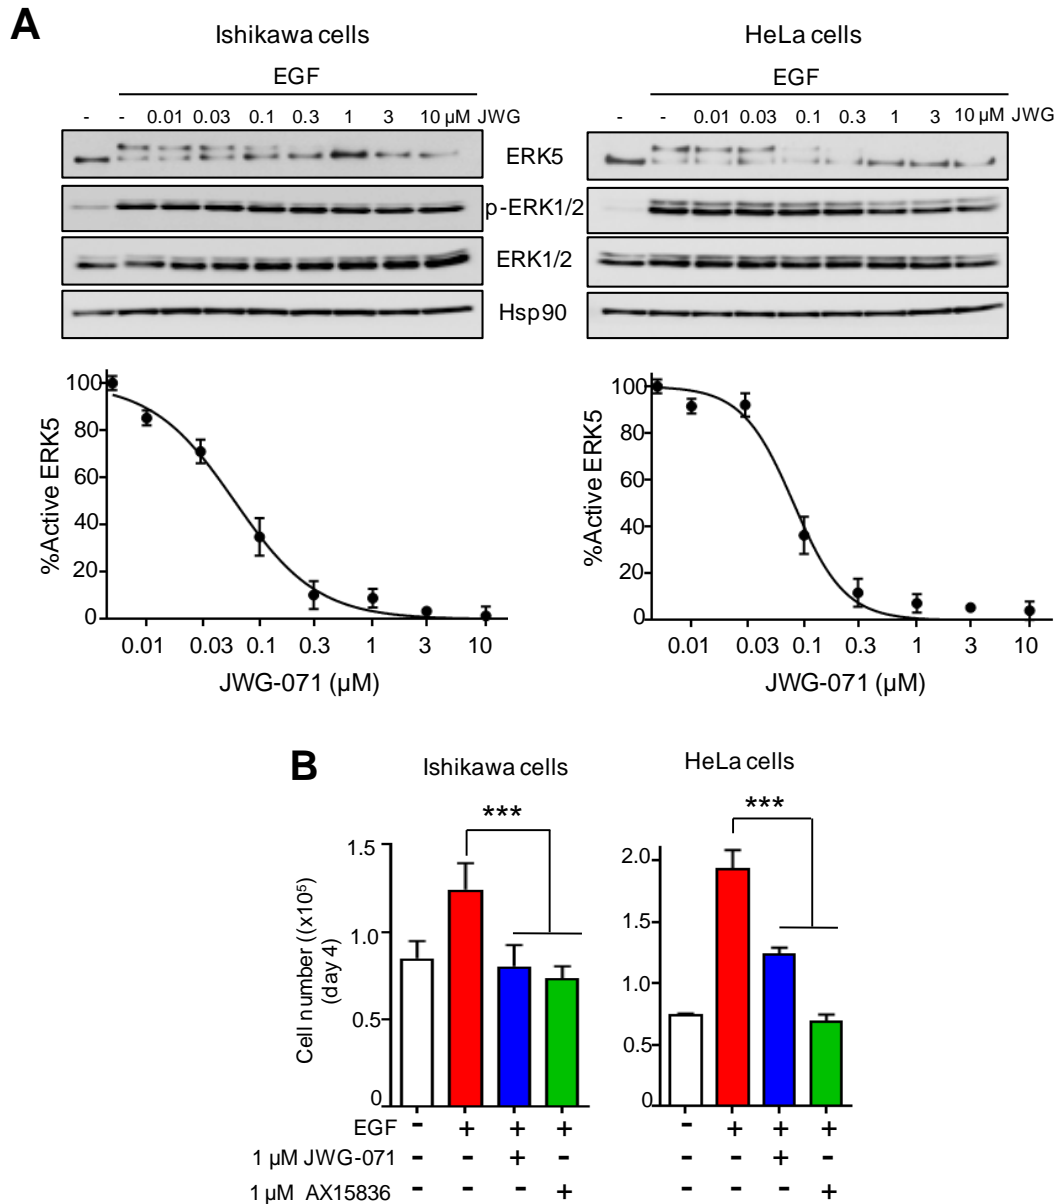 A
Ishikawa cells
HeLa cells
EGF
EGF
- - 0.01 0.03 0.1 0.3 1 3 10 µM JWG
- - 0.01 0.03 0.1 0.3 1 3 10 µM JWG
ERK5
p-ERK1/2
ERK1/2
Hsp90
%Active ERK5
100
80
60
40
20
0
0.01 0.03 0.1 0.3 1 3 10
JWG-071 (µM)
%Active ERK5
100
80
60
40
20
0
0.01 0.03 0.1 0.3 1 3 10
JWG-071 (µM)
B
Ishikawa cells
HeLa cells
***
***
Cell number ((x10⁵)
(day 4)
1.5
1.0
0.5
0
2.0
1.5
1.0
0.5
0
EGF - + + + - + + +
1 µM JWG-071 - - + - - - + -
1 µM AX15836 - - - + - - - +